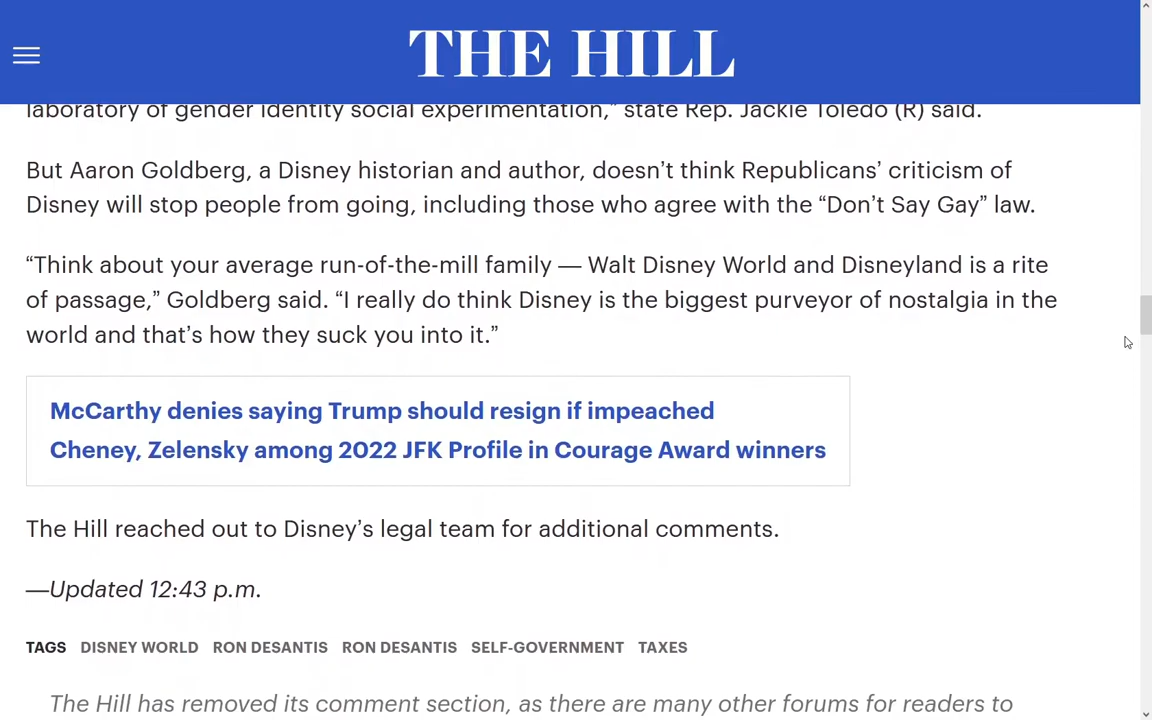 THE HILL
laboratory of gender identity social experimentation,” state Rep. Jackie Toledo (R) said.
But Aaron Goldberg, a Disney historian and author, doesn’t think Republicans’ criticism of
Disney will stop people from going, including those who agree with the “Don’t Say Gay” law.
“Think about your average run-of-the-mill family — Walt Disney World and Disneyland is a rite
of passage,” Goldberg said. “I really do think Disney is the biggest purveyor of nostalgia in the
world and that’s how they suck you into it.”
McCarthy denies saying Trump should resign if impeached
Cheney, Zelensky among 2022 JFK Profile in Courage Award winners
The Hill reached out to Disney’s legal team for additional comments.
—Updated 12:43 p.m.
TAGS DISNEY WORLD RON DESANTIS RON DESANTIS SELF-GOVERNMENT TAXES
The Hill has removed its comment section, as there are many other forums for readers to